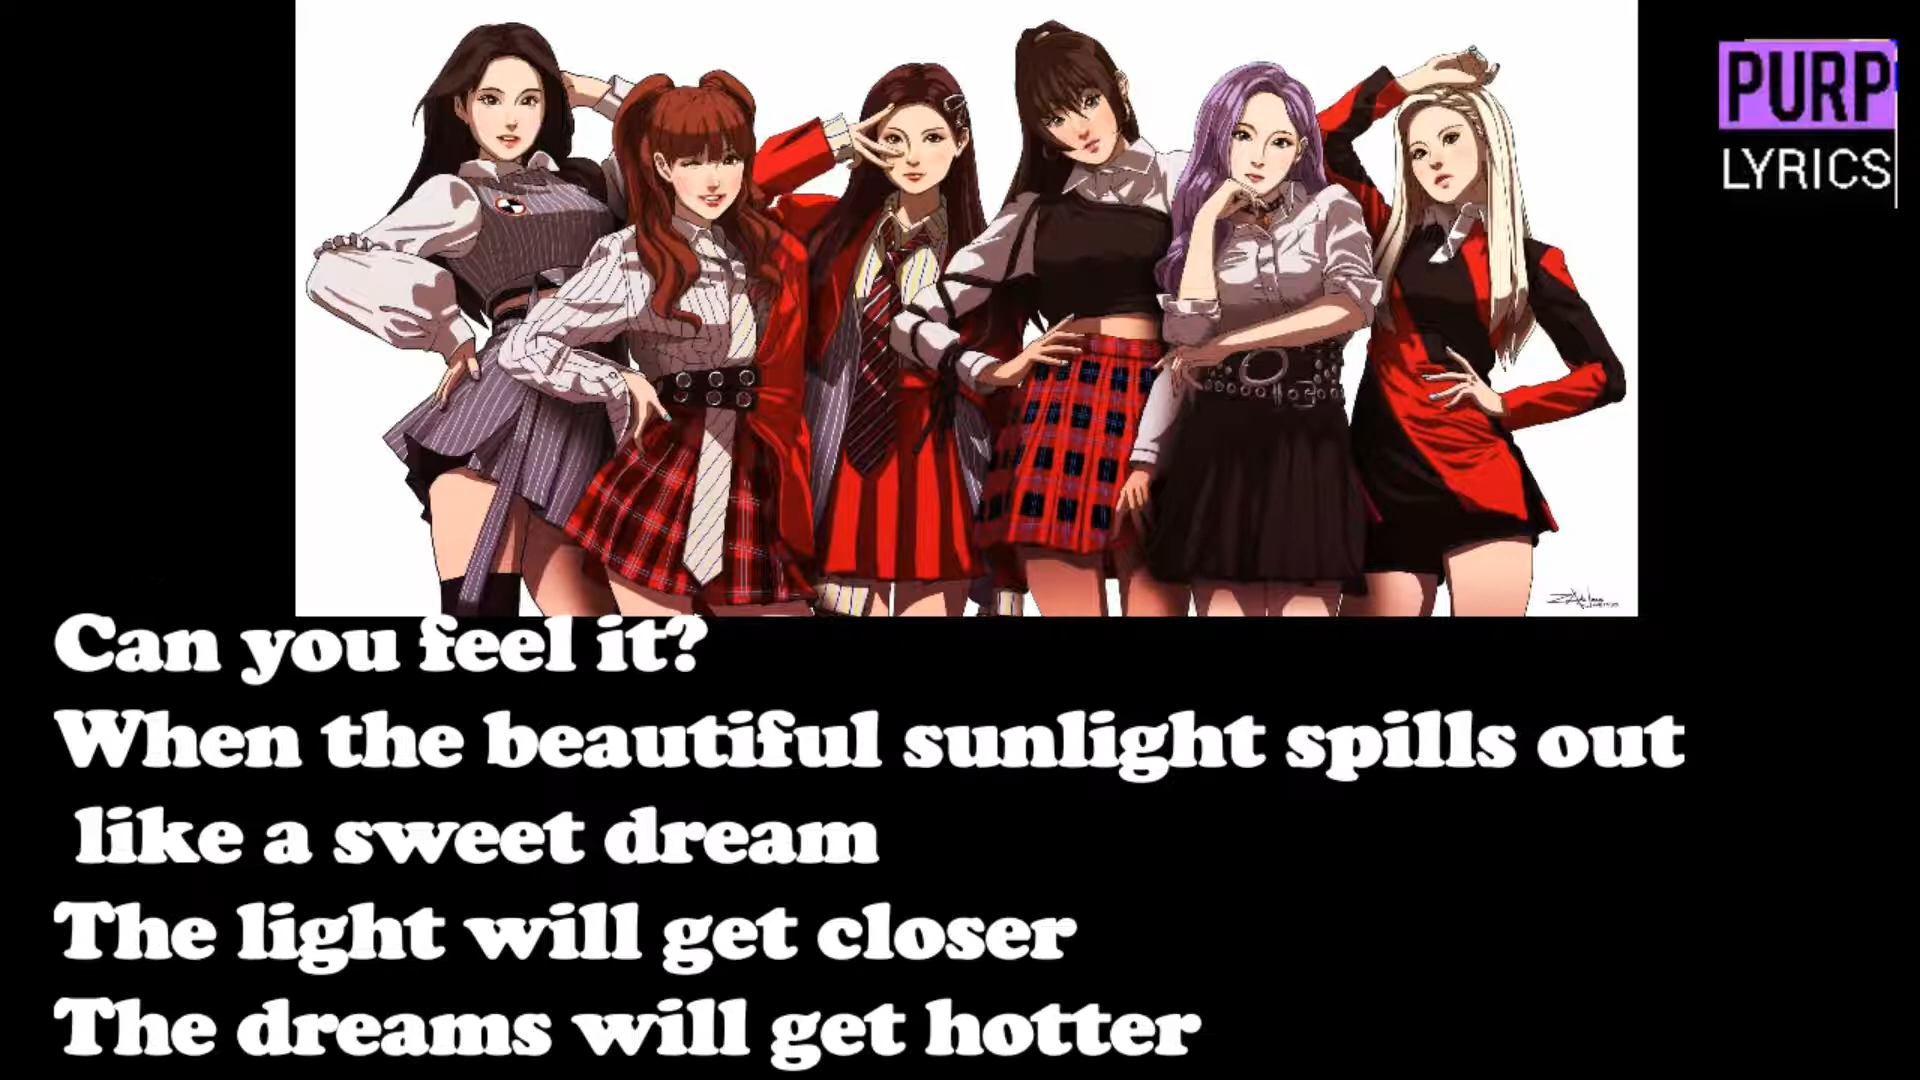 PURP
LYRICS
Can you feel it?
When the beautiful sunlight spills out
like a sweet dream
The light will get closer
The dreams will get hotter